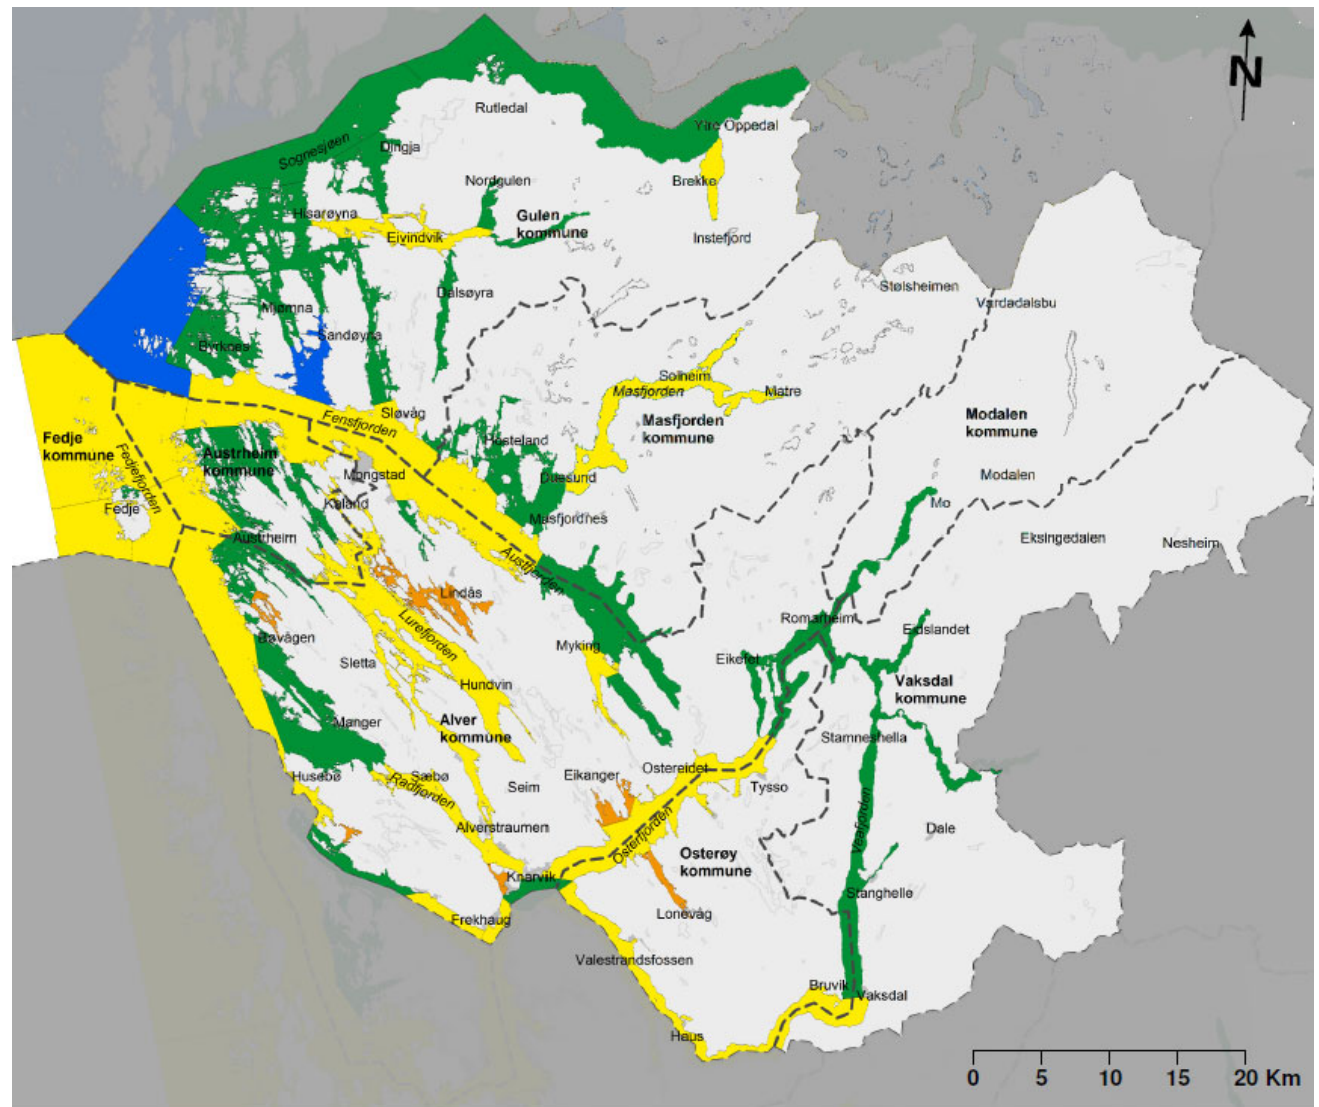 N
Rutledal
Ytre Oppedal
Sognesjøen
Dingja
Nordgulen
Brekke
Hisarøyna
Gulen
kommune
Eivindvik
Instefjord
Stølsheimen
Dalsøyra
Vardadalsbu
Mjømna
Sandøyna
Byrknes
Solheim
Masfjorden
Matre
Fensfjorden
Sløvåg
Masfjorden
kommune
Modalen
kommune
Fedje
kommune
Hosteland
Austrheim
kommune
Fedjefjorden
Mongstad
Ditesund
Modalen
Fedje
Kaland
Mo
Masfjordnes
Austrheim
Eksingedalen
Nesheim
Austfjorden
Lindås
Lurefjorden
Romarheim
Eidslandet
Bøvågen
Myking
Sletta
Eikefet
Hundvin
Vaksdal
kommune
Manger
Alver
kommune
Stamneshella
Husebø
Sæbø
Radfjorden
Eikanger
Ostereidet
Seim
Tysso
Alverstraumen
Osterfjorden
Veafjorden
Dale
Osterøy
kommune
Knarvik
Stanghelle
Frekhaug
Lonevåg
Valestrandsfossen
Bruvik
Vaksdal
Haus
0 5 10 15 20 Km